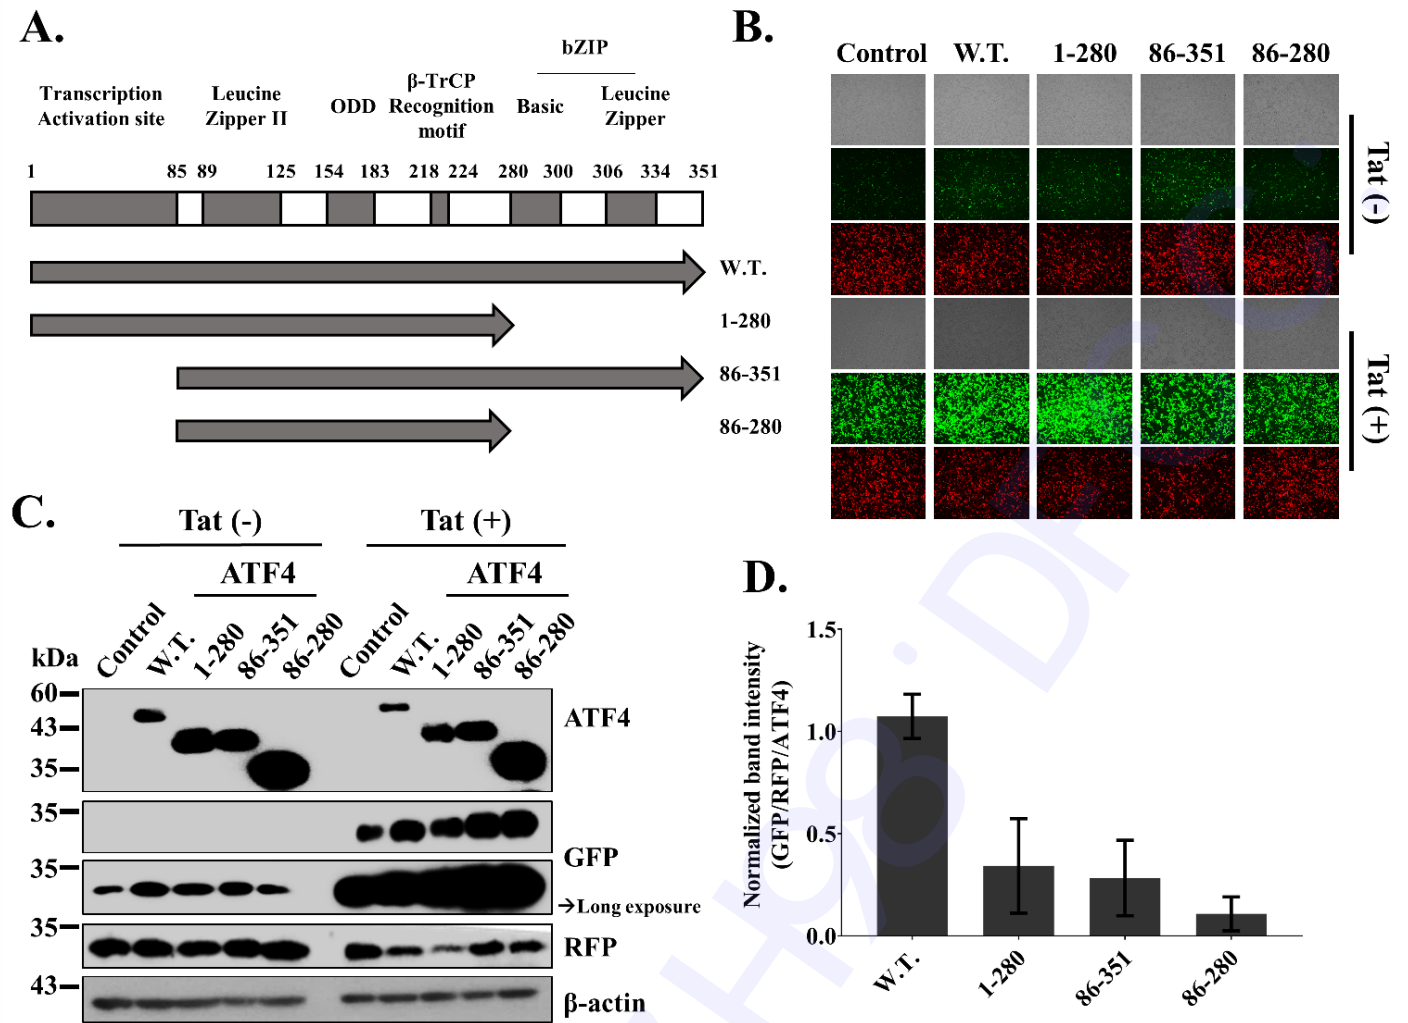 A.
bZIP
Transcription
Activation site
Leucine
Zipper II
ODD
β-TrCP
Recognition
motif
Basic
Leucine
Zipper
1 85 89 125 154 183 218 224 280 300 306 334 351
W.T.
1-280
86-351
86-280
B.
Control W.T. 1-280 86-351 86-280
Tat (-)
Tat (+)
C.
Tat (-) Tat (+)
ATF4 ATF4
Control W.T. 1-280 86-351 86-280 Control W.T. 1-280 86-351 86-280
kDa
60
43
35
ATF4
35
GFP
35
→Long exposure
35
RFP
43
β-actin
D.
Normalized band intensity
(GFP/RFP/ATF4)
1.5
1.0
0.5
0.0
W.T. 1-280 86-351 86-280